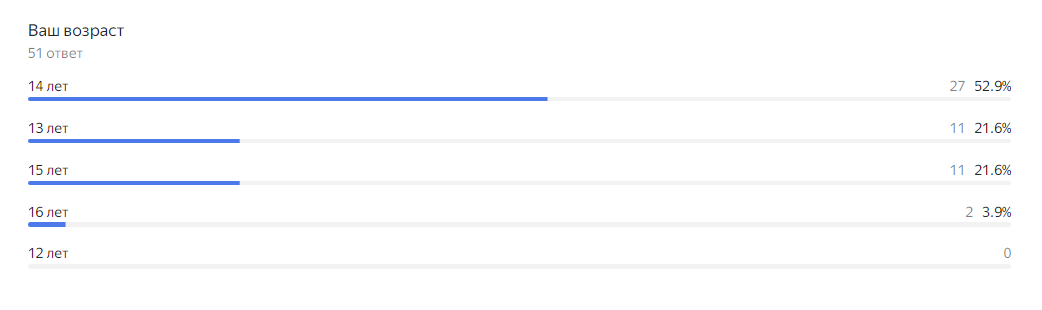 Ваш возраст
51 ответ
14 лет 27 52.9%
13 лет 11 21.6%
15 лет 11 21.6%
16 лет 2 3.9%
12 лет 0